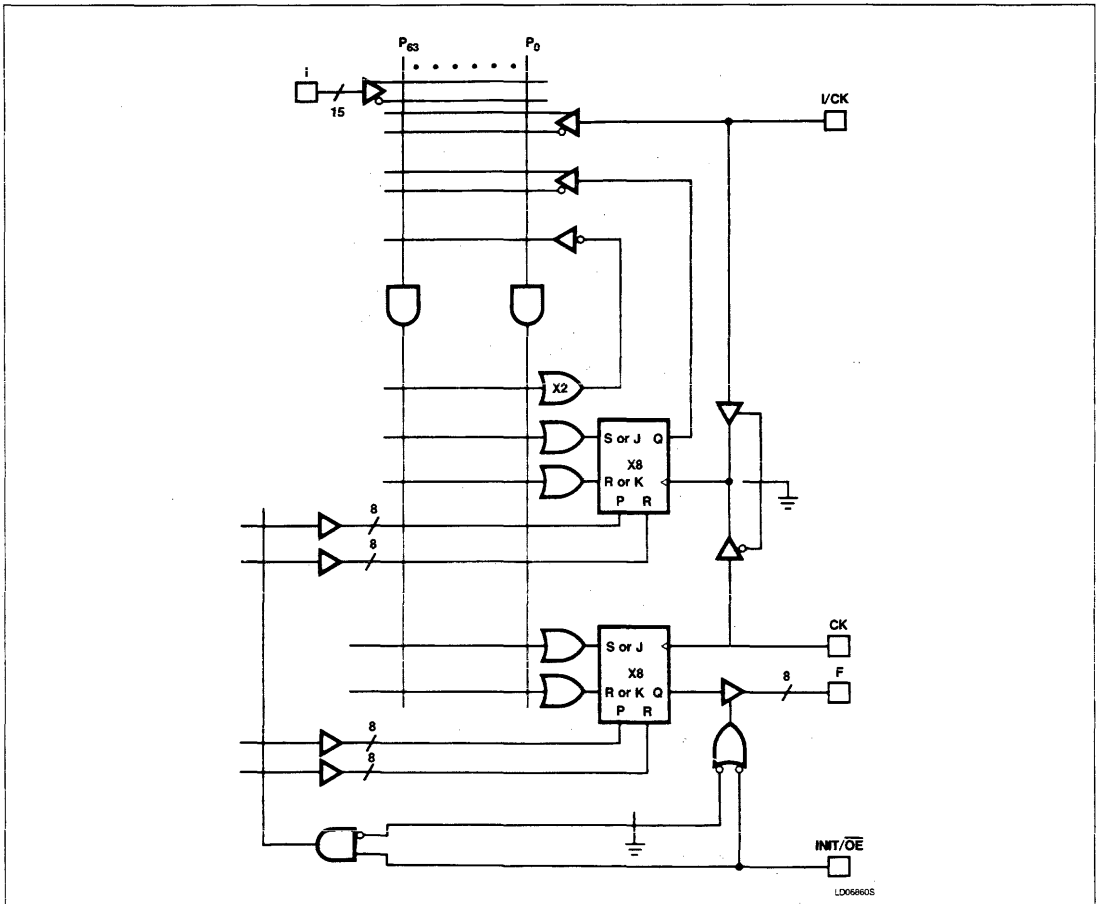 P63 P0
i
15
I/CK
X2
S or J Q
X8
R or K
P R
8
8
CK
S or J
X8
R or K Q
P R
8
F
8
8
INIT/OE
LD06860S